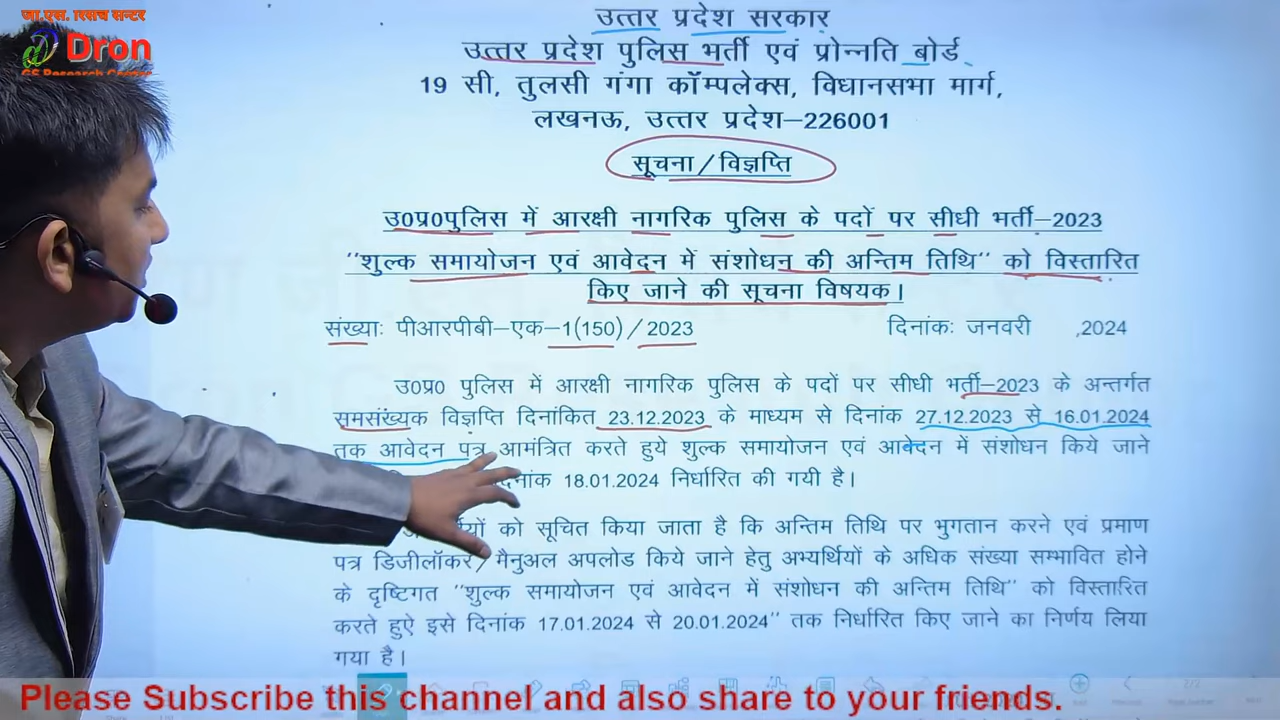 जी.एस. रिसर्च सेन्टर
Dron
GS Research Center
उत्तर प्रदेश सरकार
उत्तर प्रदेश पुलिस भर्ती एवं प्रोन्नति बोर्ड
19 सी, तुलसी गंगा कॉम्पलेक्स, विधानसभा मार्ग,
लखनऊ, उत्तर प्रदेश–226001
सूचना/विज्ञप्ति
उ0प्र0पुलिस में आरक्षी नागरिक पुलिस के पदों पर सीधी भर्ती–2023
"शुल्क समायोजन एवं आवेदन में संशोधन की अन्तिम तिथि" को विस्तारित
किए जाने की सूचना विषयक।
संख्याः पीआरपीबी–एक–1(150)/2023 दिनांकः जनवरी ,2024
उ0प्र0 पुलिस में आरक्षी नागरिक पुलिस के पदों पर सीधी भर्ती–2023 के अन्तर्गत
समसंख्यक विज्ञप्ति दिनांकित 23.12.2023 के माध्यम से दिनांक 27.12.2023 से 16.01.2024
तक आवेदन पत्र आमंत्रित करते हुये शुल्क समायोजन एवं आवेदन में संशोधन किये जाने
18.01.2024 निर्धारित की गयी है।
को सूचित किया जाता है कि अन्तिम तिथि पर भुगतान करने एवं प्रमाण
पत्र डिजीलॉकर/मैनुअल अपलोड किये जाने हेतु अभ्यर्थियों के अधिक संख्या सम्भावित होने
के दृष्टिगत "शुल्क समायोजन एवं आवेदन में संशोधन की अन्तिम तिथि" को विस्तारित
करते हुऐ इसे दिनांक 17.01.2024 से 20.01.2024" तक निर्धारित किए जाने का निर्णय लिया
गया है।
Please Subscribe this channel and also share to your friends.